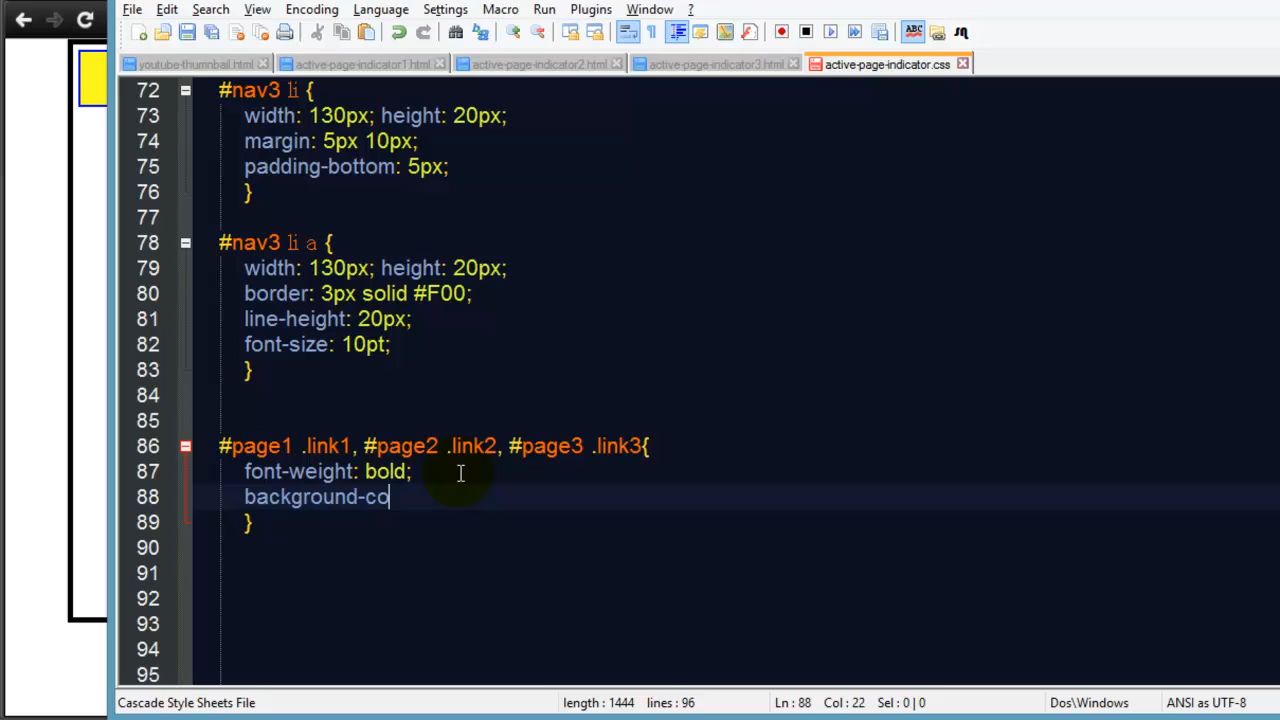 File Edit Search View Encoding Language Settings Macro Run Plugins Window ?
youtube-thumnbail.html active-page-indicator1.html active-page-indicator2.html active-page-indicator3.html active-page-indicator.css
72 #nav3 li {
73 width: 130px; height: 20px;
74 margin: 5px 10px;
75 padding-bottom: 5px;
76 }
77
78 #nav3 li a {
79 width: 130px; height: 20px;
80 border: 3px solid #F00;
81 line-height: 20px;
82 font-size: 10pt;
83 }
84
85
86 #page1 .link1, #page2 .link2, #page3 .link3{
87 font-weight: bold;
88 background-co
89 }
90
91
92
93
94
95
Cascade Style Sheets File length : 1444 lines : 96 Ln : 88 Col : 22 Sel : 0 | 0 Dos\Windows ANSI as UTF-8